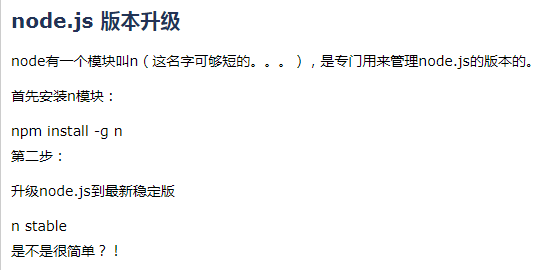 node.js 版本升级
node有一个模块叫n（这名字可够短的。。。），是专门用来管理node.js的版本的。
首先安装n模块：
npm install -g n
第二步：
升级node.js到最新稳定版
n stable
是不是很简单？！